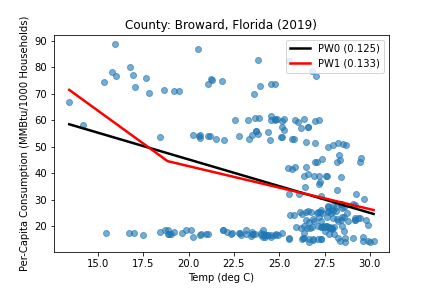 County: Broward, Florida (2019)
Per-Capita Consumption (MMBtu/1000 Households)
90
80
70
60
50
40
30
20
PW0 (0.125)
PW1 (0.133)
15.0 17.5 20.0 22.5 25.0 27.5 30.0
Temp (deg C)